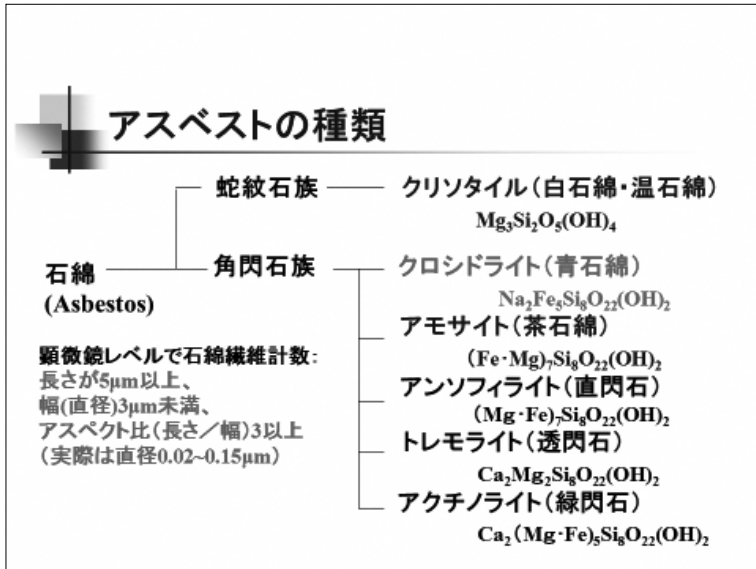 アスベストの種類
蛇紋石族
クリソタイル（白石綿・温石綿）
Mg₃Si₂O₅(OH)₄
石綿
(Asbestos)
角閃石族
クロシドライト（青石綿）
Na₂Fe₅Si₈O₂₂(OH)₂
アモサイト（茶石綿）
(Fe·Mg)₇Si₈O₂₂(OH)₂
アンソフィライト（直閃石）
(Mg·Fe)₇Si₈O₂₂(OH)₂
トレモライト（透閃石）
Ca₂Mg₂Si₈O₂₂(OH)₂
アクチノライト（緑閃石）
Ca₂（Mg·Fe)₅Si₈O₂₂(OH)₂
顕微鏡レベルで石綿繊維計数：
長さが5μm以上、
幅(直径)3μm未満、
アスペクト比（長さ／幅）3以上
（実際は直径0.02~0.15μm）